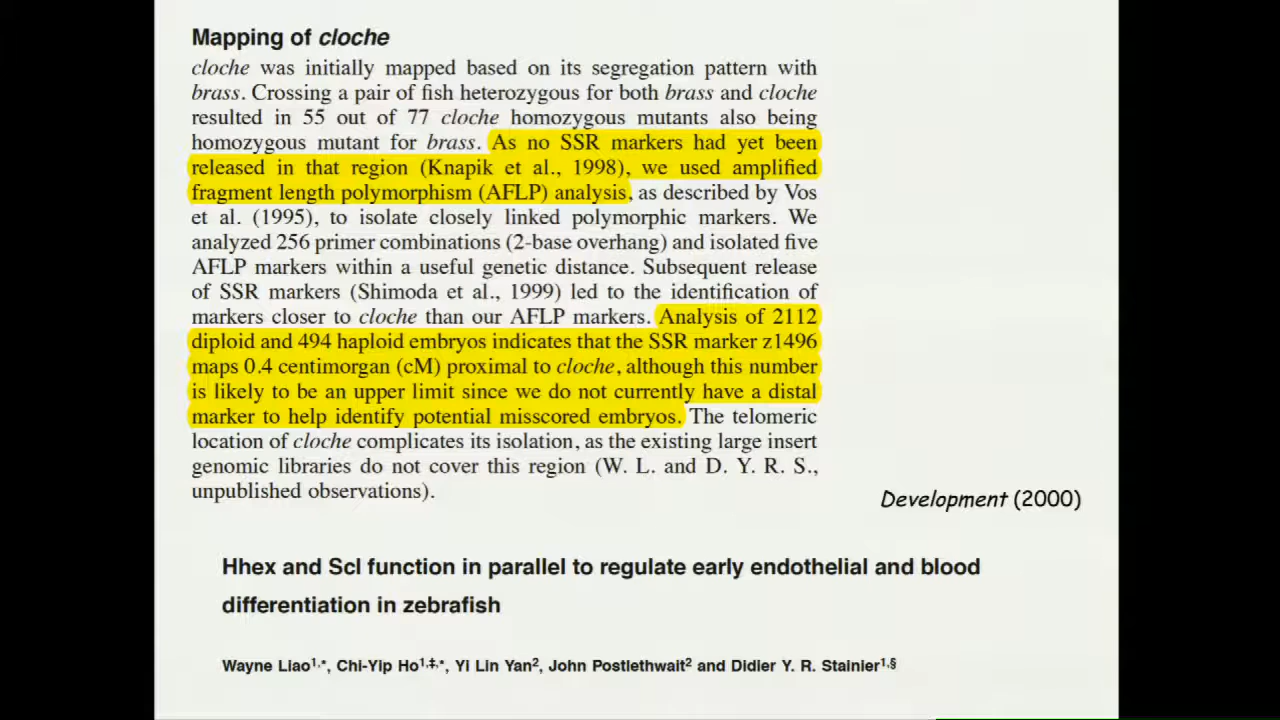 Mapping of cloche
cloche was initially mapped based on its segregation pattern with
brass. Crossing a pair of fish heterozygous for both brass and cloche
resulted in 55 out of 77 cloche homozygous mutants also being
homozygous mutant for brass. As no SSR markers had yet been
released in that region (Knapik et al., 1998), we used amplified
fragment length polymorphism (AFLP) analysis, as described by Vos
et al. (1995), to isolate closely linked polymorphic markers. We
analyzed 256 primer combinations (2-base overhang) and isolated five
AFLP markers within a useful genetic distance. Subsequent release
of SSR markers (Shimoda et al., 1999) led to the identification of
markers closer to cloche than our AFLP markers. Analysis of 2112
diploid and 494 haploid embryos indicates that the SSR marker z1496
maps 0.4 centimorgan (cM) proximal to cloche, although this number
is likely to be an upper limit since we do not currently have a distal
marker to help identify potential misscored embryos. The telomeric
location of cloche complicates its isolation, as the existing large insert
genomic libraries do not cover this region (W. L. and D. Y. R. S.,
unpublished observations).
Development (2000)
Hhex and Scl function in parallel to regulate early endothelial and blood
differentiation in zebrafish
Wayne Liao1,*, Chi-Yip Ho1,‡,*, Yi Lin Yan2, John Postlethwait2 and Didier Y. R. Stainier1,§